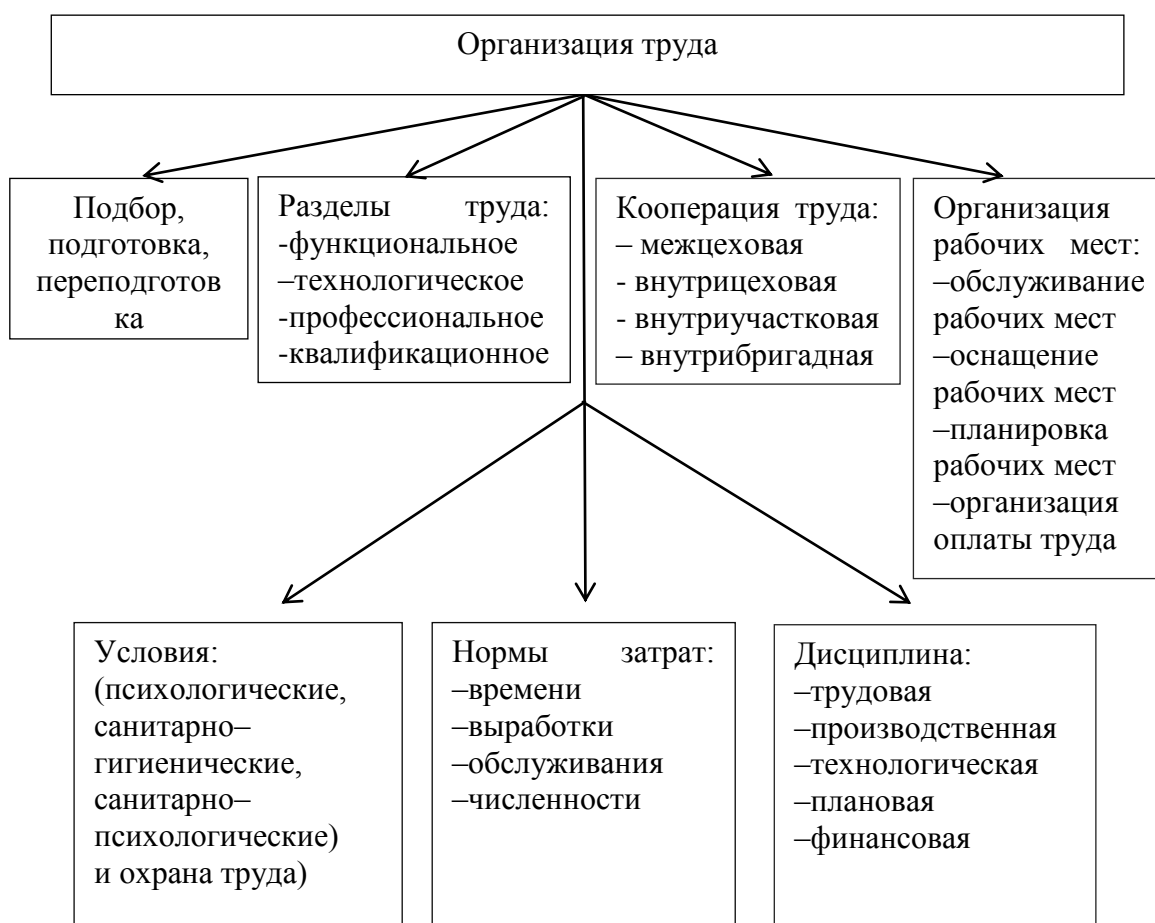 Организация труда
Подбор,
подготовка,
переподготов
ка
Разделы труда:
-функциональное
–технологическое
-профессиональное
-квалификационное
Кооперация труда:
– межцеховая
- внутрицеховая
- внутриучастковая
– внутрибригадная
Организация
рабочих мест:
–обслуживание
рабочих мест
–оснащение
рабочих мест
–планировка
рабочих мест
–организация
оплаты труда
Условия:
(психологические,
санитарно–
гигиенические,
санитарно–
психологические)
и охрана труда)
Нормы затрат:
–времени
–выработки
–обслуживания
–численности
Дисциплина:
–трудовая
–производственная
–технологическая
–плановая
–финансовая